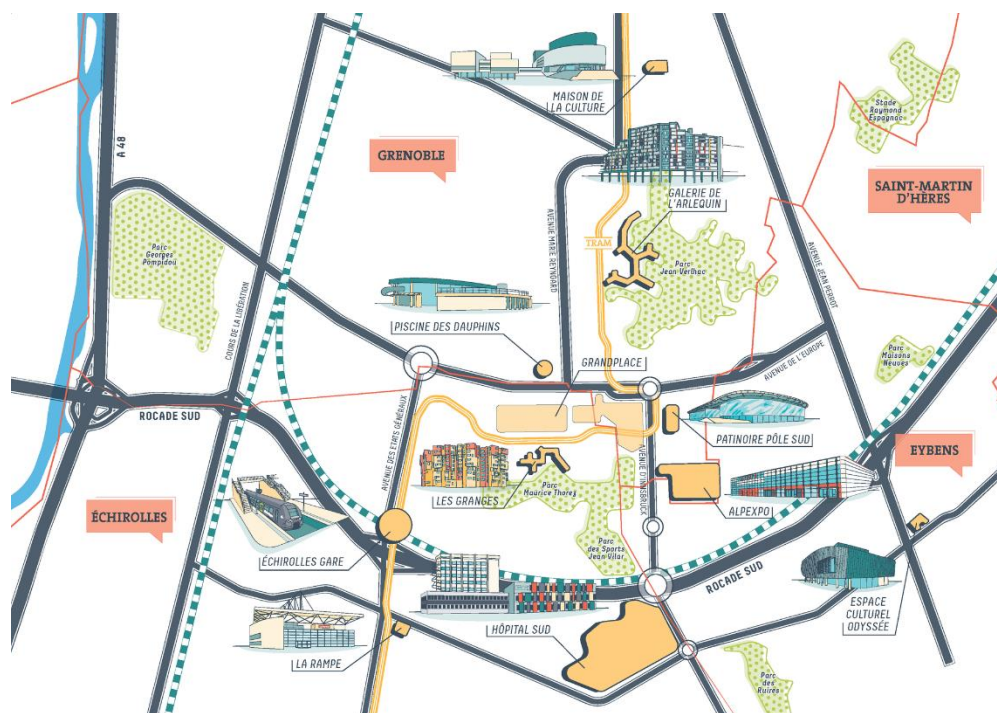 MAISON DE
LA CULTURE
Stade
Raymond
Espagnac
A 48
GRENOBLE
SAINT-MARTIN
D'HÈRES
GALERIE DE
L'ARLEQUIN
AVENUE MARIE REYNOARD
TRAM
Parc
Georges
Pompidou
Parc
Jean Verlhac
AVENUE JEAN PERROT
COURS DE LA LIBÉRATION
PISCINE DES DAUPHINS
GRANDPLACE
AVENUE DE L'EUROPE
Parc
Maisons
Neuves
ROCADE SUD
AVENUE DES ETATS GÉNÉRAUX
PATINOIRE PÔLE SUD
EYBENS
AVENUE D'INNSBRUCK
LES GRANGES
Parc
Maurice Thorez
ALPEXPO
ÉCHIROLLES
Parc
des Sports
Jean Vilar
ÉCHIROLLES GARE
ROCADE SUD
ESPACE
CULTUREL
ODYSSÉE
HÔPITAL SUD
LA RAMPE
Parc
des
Ruires